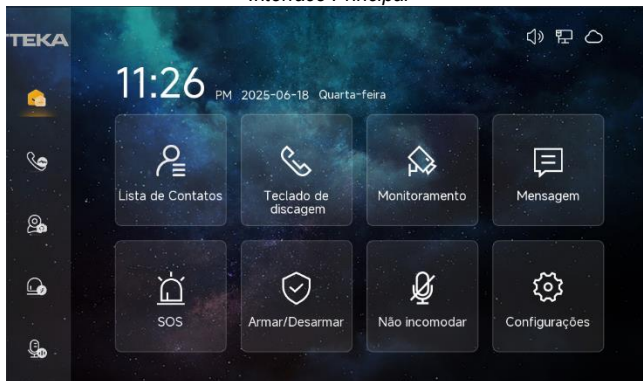 Interface Principal
TEKA
11:26 PM 2025-06-18 Quarta-feira
Lista de Contatos
Teclado de
discagem
Monitoramento
Mensagem
SOS
Armar/Desarmar
Não incomodar
Configurações